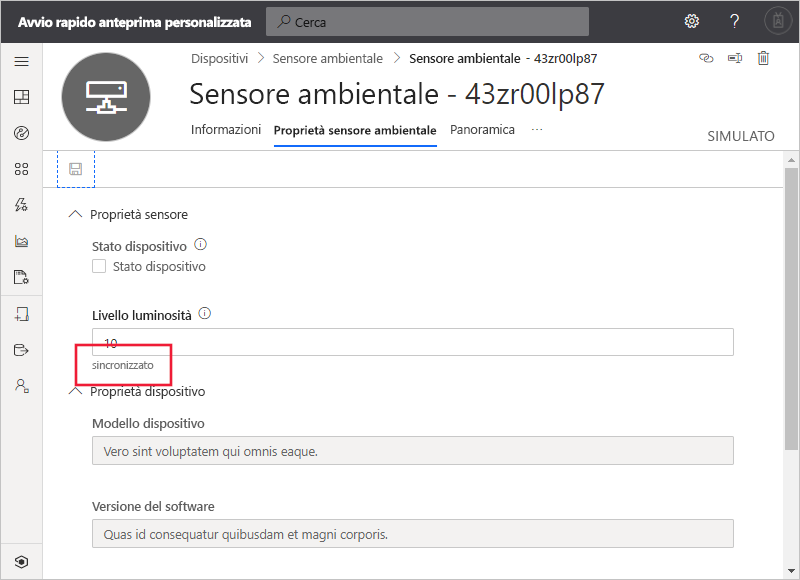 Avvio rapido anteprima personalizzata
Cerca
?
Dispositivi > Sensore ambientale > Sensore ambientale - 43zr00lp87
Sensore ambientale - 43zr00lp87
Informazioni Proprietà sensore ambientale Panoramica ...
SIMULATO
Proprietà sensore
Stato dispositivo
Stato dispositivo
Livello luminosità
10
sincronizzato
Proprietà dispositivo
Modello dispositivo
Vero sint voluptatem qui omnis eaque.
Versione del software
Quas id consequatur quibusdam et magni corporis.